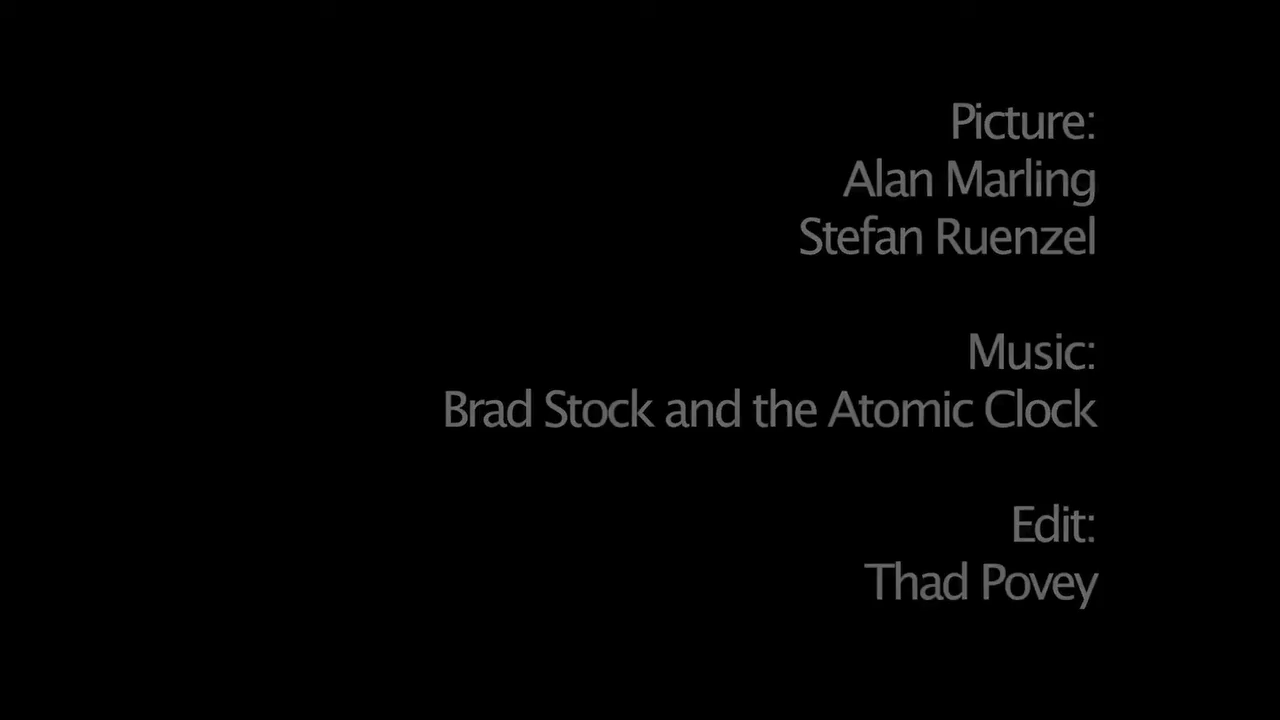 Picture:
Alan Marling
Stefan Ruenzel
Music:
Brad Stock and the Atomic Clock
Edit:
Thad Povey